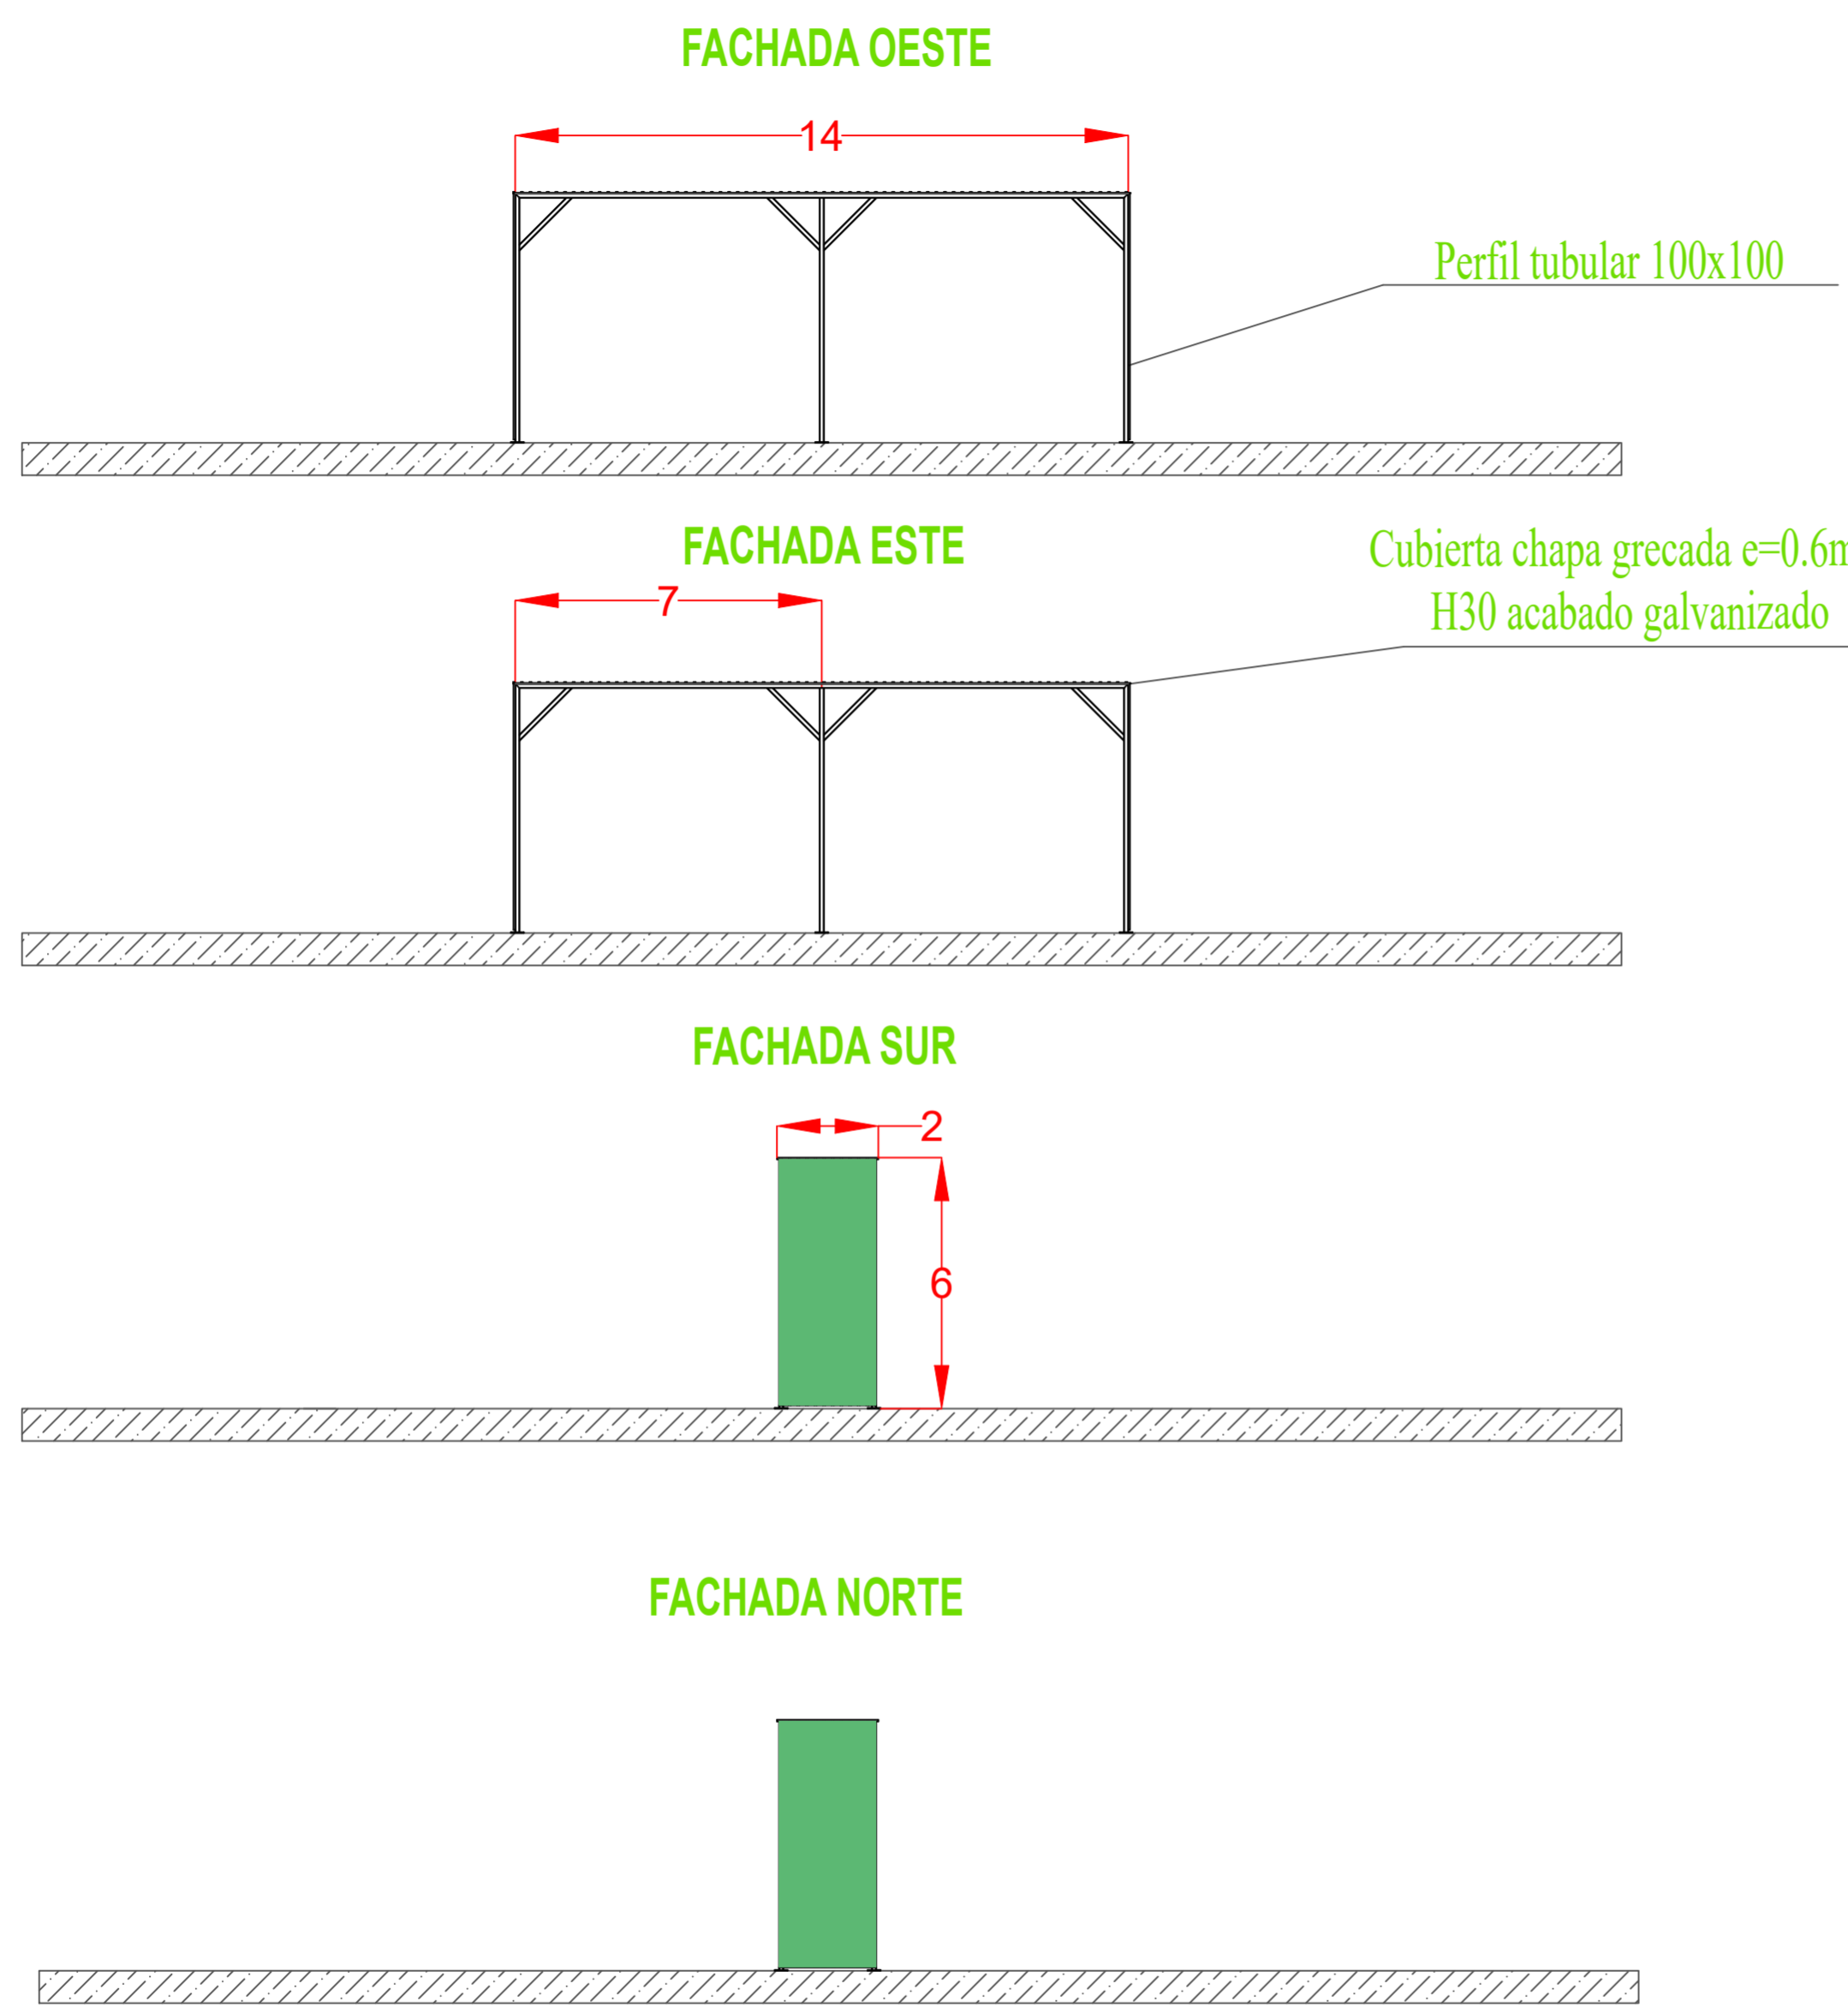 FACHADA OESTE
14
Perfil tubular 100x100
FACHADA ESTE
7
Cubierta chapa grecada e=0.6
H30 acabado galvanizado
FACHADA SUR
2
6
FACHADA NORTE